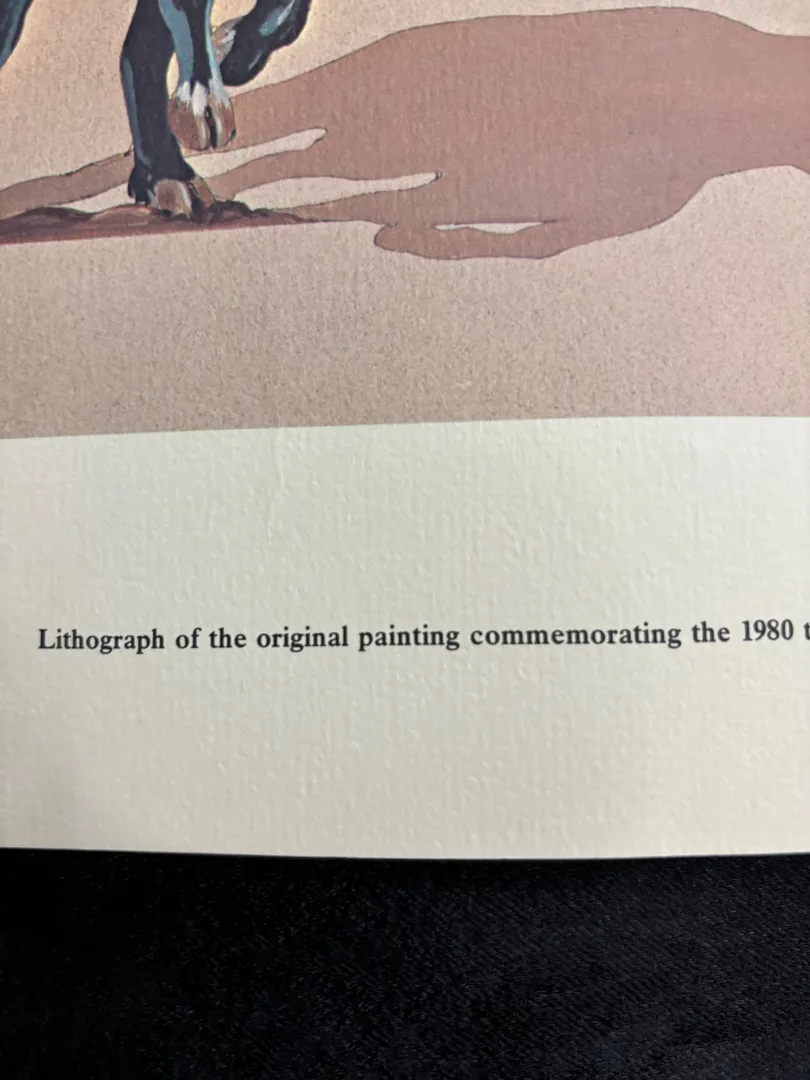 Lithograph of the original painting commemorating the 1980